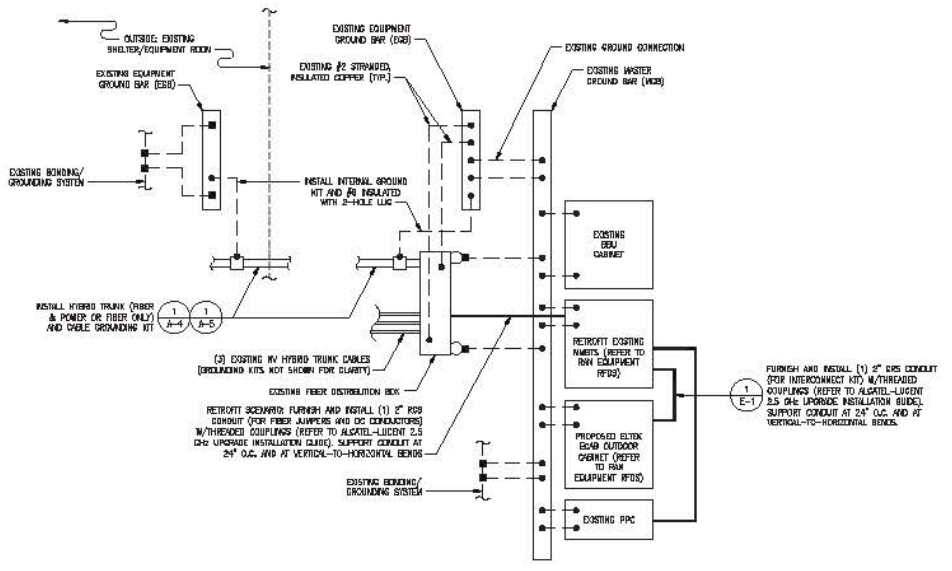 OUTSIDE: EXISTING
SHELTER/EQUIPMENT ROOM
EXISTING EQUIPMENT
GROUND BAR (EGB)
EXISTING EQUIPMENT
GROUND BAR (EGB)
EXISTING GROUND CONNECTION
EXISTING #2 STRANDED,
INSULATED COPPER (TYP.)
EXISTING MASTER
GROUND BAR (MGB)
EXISTING BONDING/
GROUNDING SYSTEM
INSTALL INTERNAL GROUND
KIT AND #6 INSULATED
WITH 2-HOLE LUG
EXISTING
BBU
CABINET
INSTALL HYBRID TRUNK (FIBER
& POWER OR FIBER ONLY)
AND CABLE GROUNDING KIT
1
A-4
1
A-5
(3) EXISTING NV HYBRID TRUNK CABLES
(GROUNDING KITS NOT SHOWN FOR CLARITY)
EXISTING FIBER DISTRIBUTION BOX
RETROFIT EXISTING
MMBTS (REFER TO
RAN EQUIPMENT
RFDS)
RETROFIT SCENARIO: FURNISH AND INSTALL (1) 2" RGS
CONDUIT (FOR FIBER JUMPERS AND DC CONDUCTORS)
W/THREADED COUPLINGS (REFER TO ALCATEL-LUCENT 2.5
GHz UPGRADE INSTALLATION GUIDE). SUPPORT CONDUIT AT
24" O.C. AND AT VERTICAL-TO-HORIZONTAL BENDS
1
E-1
FURNISH AND INSTALL (1) 2" GRS CONDUIT
(FOR INTERCONNECT KIT) W/THREADED
COUPLINGS (REFER TO ALCATEL-LUCENT
2.5 GHz UPGRADE INSTALLATION GUIDE).
SUPPORT CONDUIT AT 24" O.C. AND AT
VERTICAL-TO-HORIZONTAL BENDS.
PROPOSED ELTEK
OUTDOOR
CABINET (REFER
TO RAN
EQUIPMENT RFDS)
EXISTING BONDING/
GROUNDING SYSTEM
EXISTING PPC